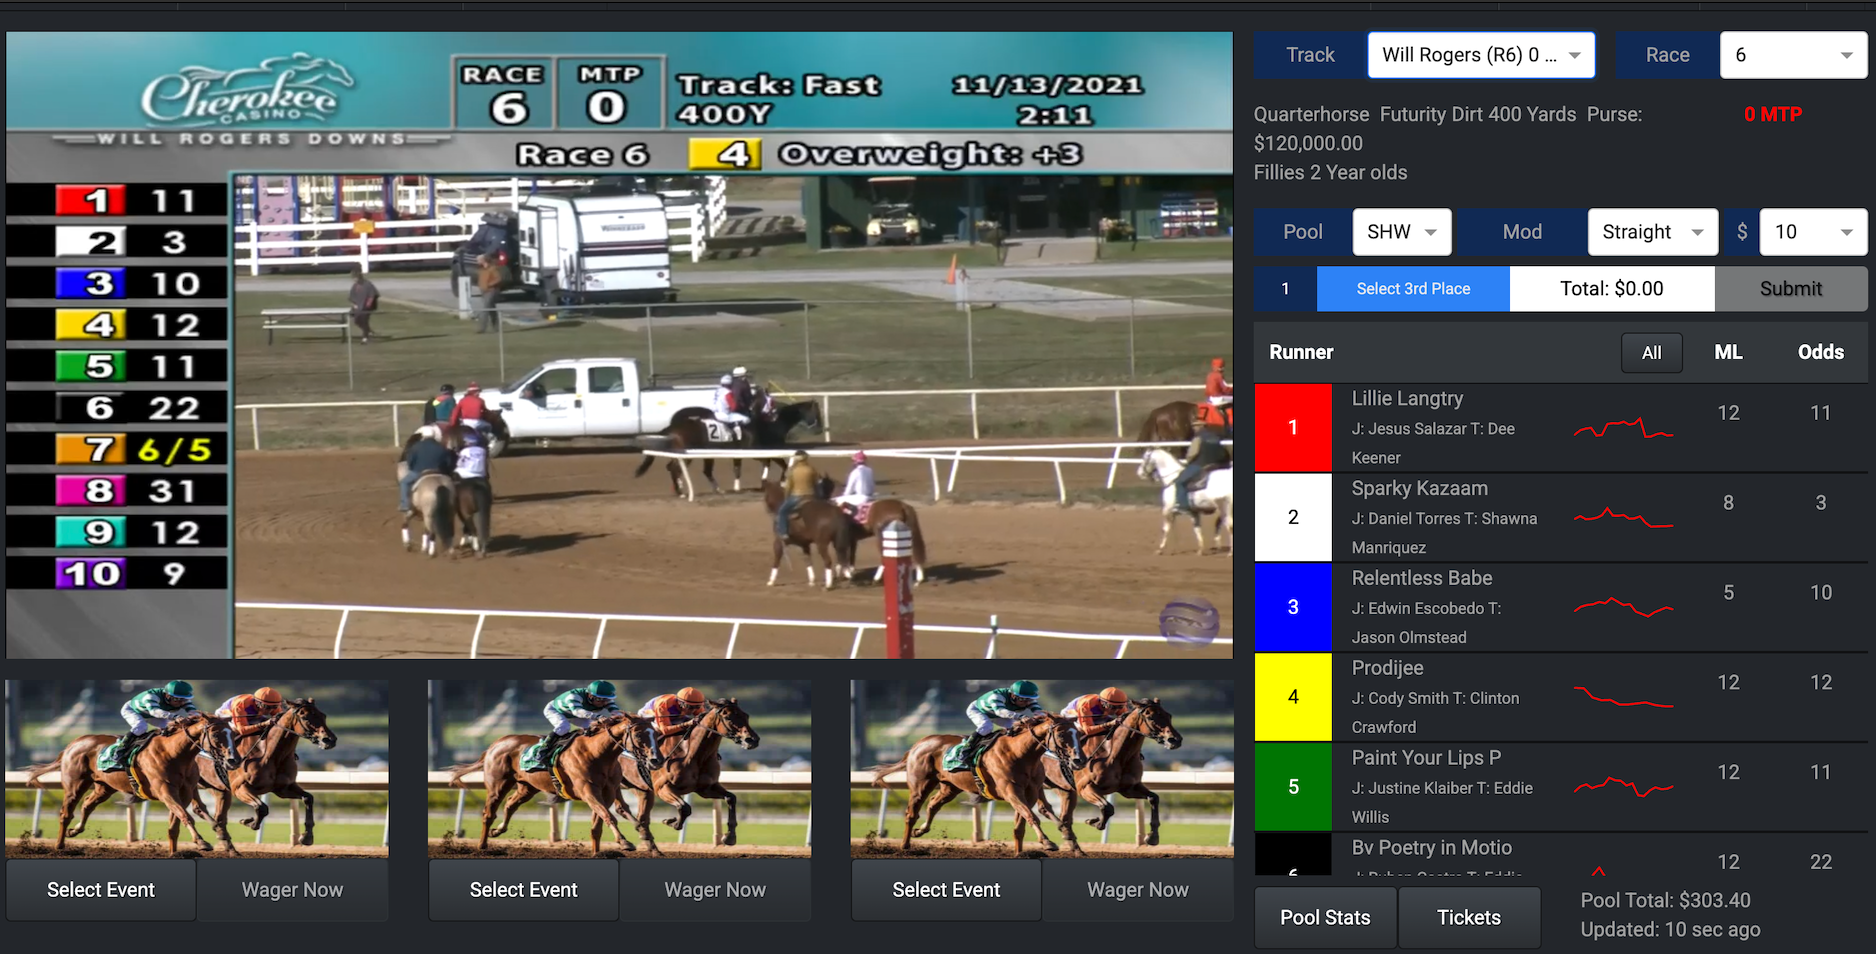 Cherokee
CASINO
WILL ROGERS DOWNS
RACE
6
MTP
0
Track: Fast
400Y
11/13/2021
2:11
Race 6 4 Overweight: +3
1 11
2 3
3 10
4 12
5 11
6 22
7 6/5
8 31
9 12
10 9
2
Select Event Wager Now
Select Event Wager Now
Select Event Wager Now
Track Will Rogers (R6) 0 ... Race 6
Quarterhorse Futurity Dirt 400 Yards Purse: 0 MTP
$120,000.00
Fillies 2 Year olds
Pool SHW Mod Straight $ 10
1 Select 3rd Place Total: $0.00 Submit
Runner All ML Odds
1 Lillie Langtry 12 11
J: Jesus Salazar T: Dee
Keener
2 Sparky Kazaam 8 3
J: Daniel Torres T: Shawna
Manriquez
3 Relentless Babe 5 10
J: Edwin Escobedo T:
Jason Olmstead
4 Prodijee 12 12
J: Cody Smith T: Clinton
Crawford
5 Paint Your Lips P 12 11
J: Justine Klaiber T: Eddie
Willis
6 Bv Poetry in Motio 12 22
Pool Stats Tickets
Pool Total: $303.40
Updated: 10 sec ago